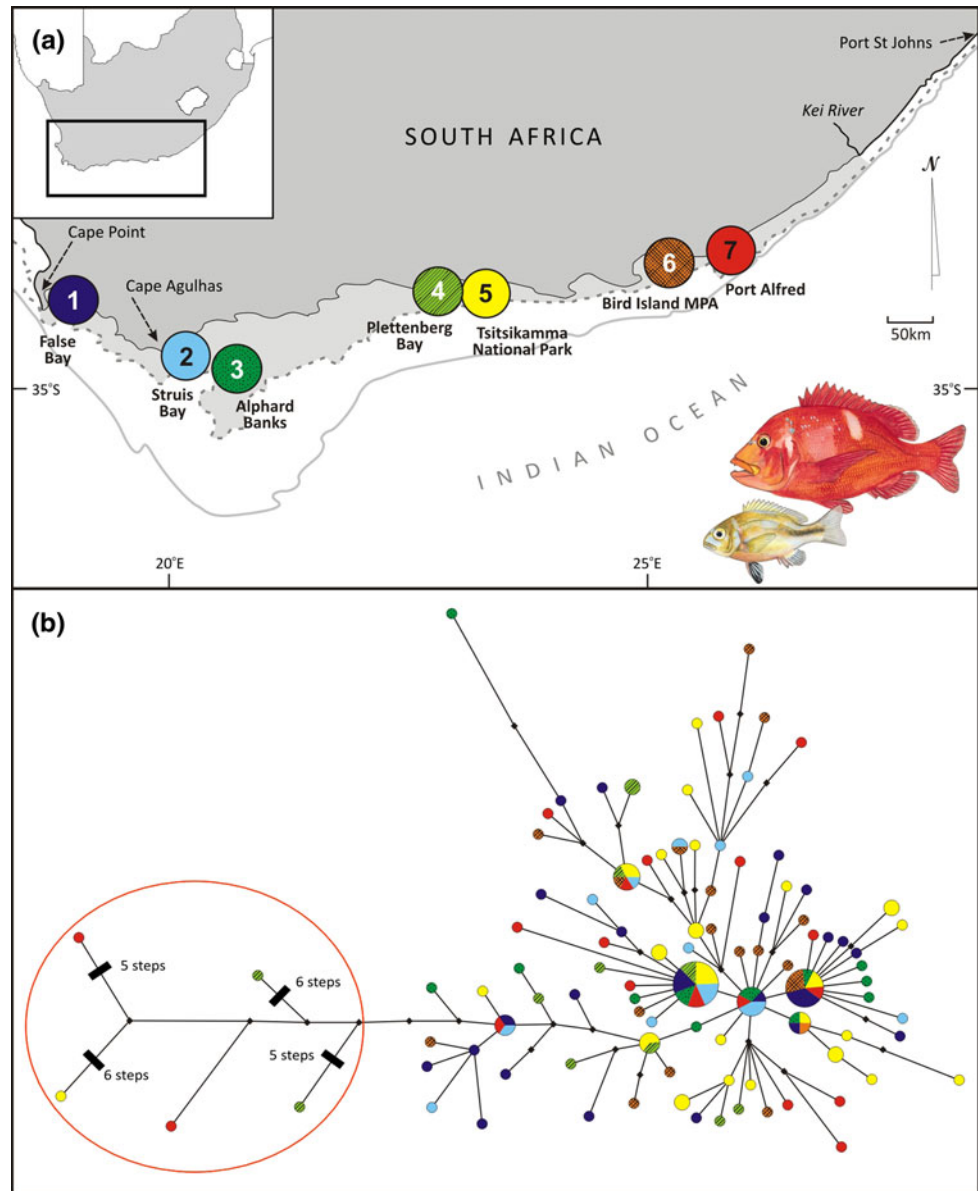 (a)
Port St Johns
Kei River
SOUTH AFRICA
N
Cape Point
Cape Agulhas
1
2
3
4
5
6
7
False
Bay
Struis
Bay
Alphard
Banks
Plettenberg
Bay
Tsitsikamma
National Park
Bird Island MPA
Port Alfred
50km
35°S
35°S
INDIAN OCEAN
20°E
25°E
(b)
5 steps
6 steps
6 steps
5 steps